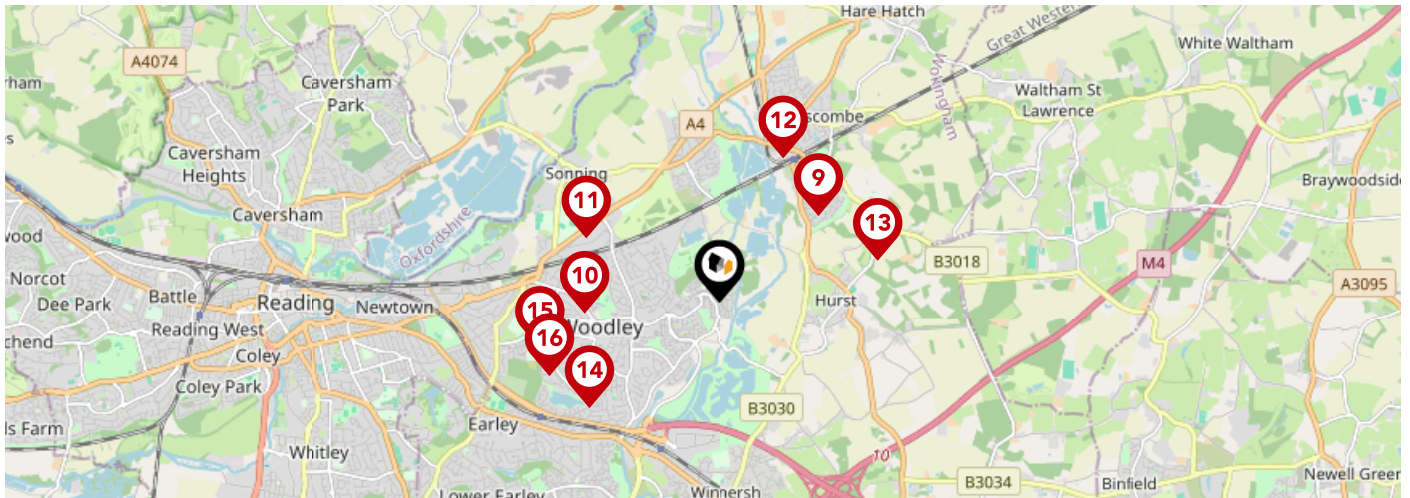 Hare Hatch
Great Wester
White Waltham
A4074
rham
Caversham
Park
Wokingham
Waltham St
Lawrence
A4
12
scombe
Caversham
Heights
Sonning
9
Braywoodside
11
Caversham
Oxfordshire
13
wood
B3018
M4
Norcot
10
A3095
Dee Park
Battle
Reading
Newtown
Hurst
15
Woodley
Reading West
16
chend
Coley
14
Coley Park
B3030
ls Farm
Earley
Whitley
10
Newell Green
B3034
Binfield
Lower Earley
Winnersh